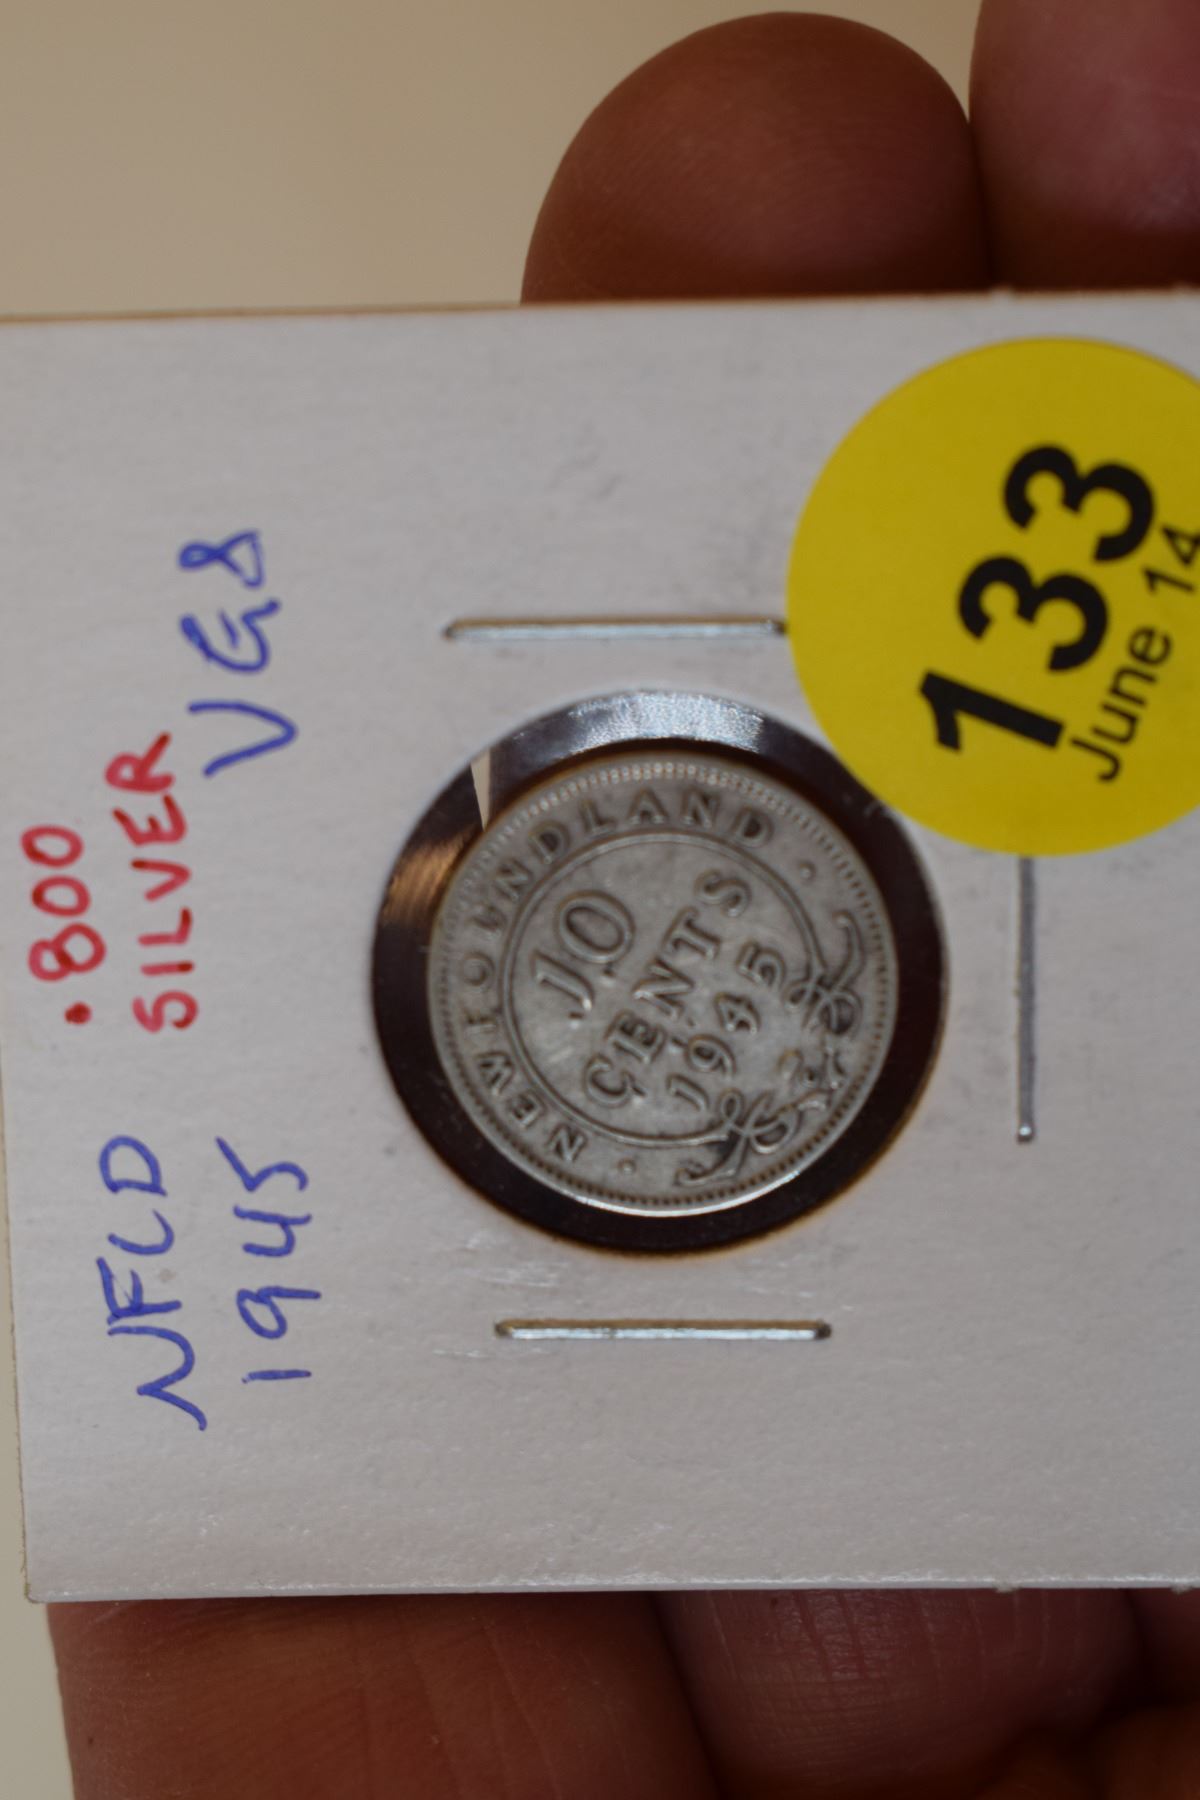 NFLD .800
1945 SILVER
VG8
NEWFOUNDLAND
10
CENTS
1945
133
June 14